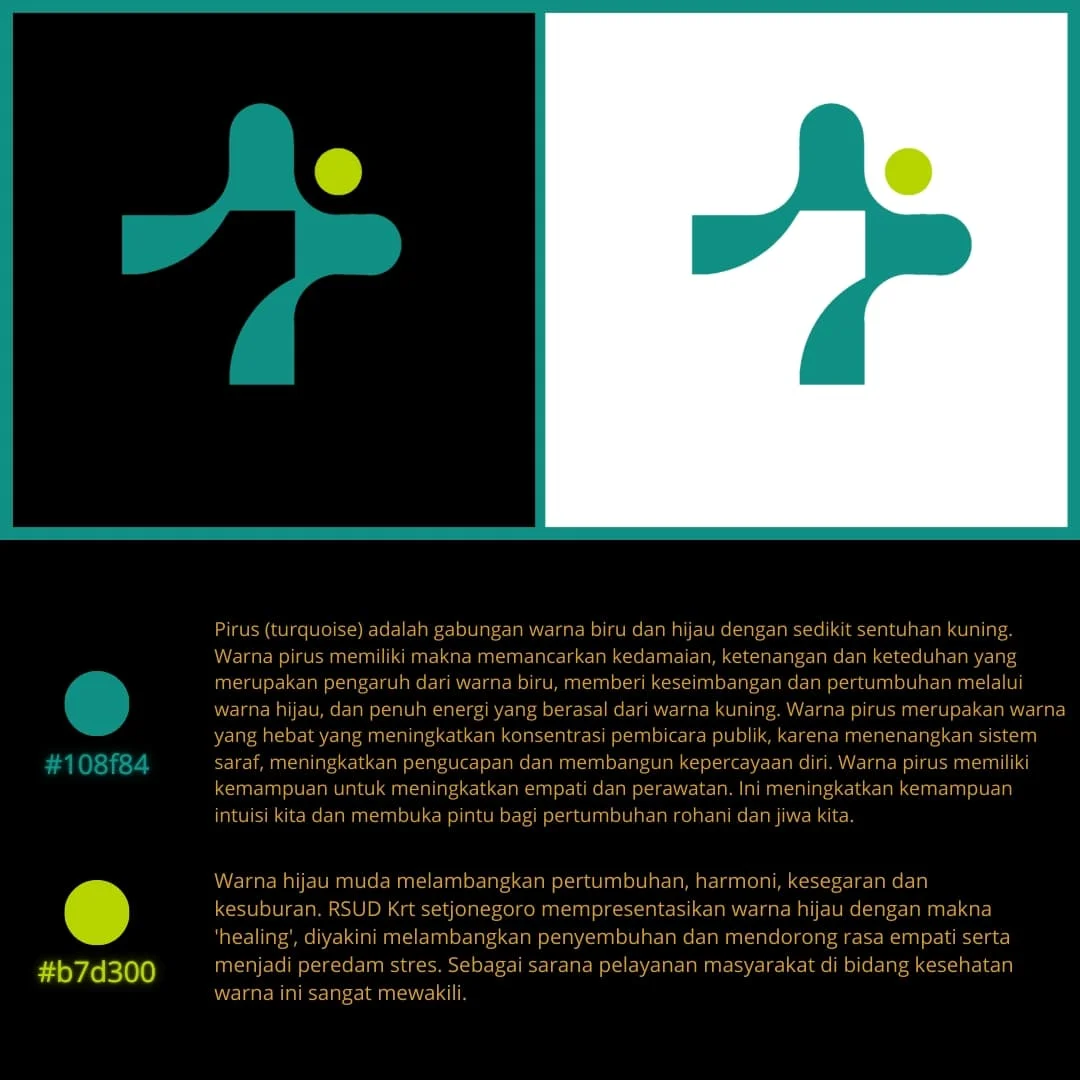 Pirus (turquoise) adalah gabungan warna biru dan hijau dengan sedikit sentuhan kuning.
Warna pirus memiliki makna memancarkan kedamaian, ketenangan dan keteduhan yang
merupakan pengaruh dari warna biru, memberi keseimbangan dan pertumbuhan melalui
warna hijau, dan penuh energi yang berasal dari warna kuning. Warna pirus merupakan warna
yang hebat yang meningkatkan konsentrasi pembicara publik, karena menenangkan sistem
saraf, meningkatkan pengucapan dan membangun kepercayaan diri. Warna pirus memiliki
kemampuan untuk meningkatkan empati dan perawatan. Ini meningkatkan kemampuan
intuisi kita dan membuka pintu bagi pertumbuhan rohani dan jiwa kita.
#108f84
Warna hijau muda melambangkan pertumbuhan, harmoni, kesegaran dan
kesuburan. RSUD Krt setjonegoro mempresentasikan warna hijau dengan makna
'healing', diyakini melambangkan penyembuhan dan mendorong rasa empati serta
menjadi peredam stres. Sebagai sarana pelayanan masyarakat di bidang kesehatan
warna ini sangat mewakili.
#b7d300